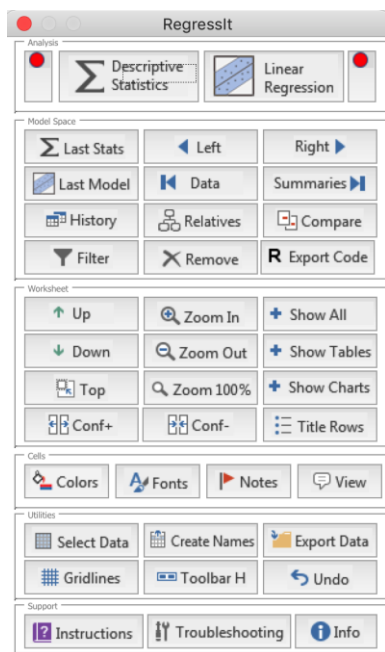 RegressIt
Analysis
Descriptive
Statistics
Linear
Regression
Model Space
Last Stats
Left
Right
Last Model
Data
Summaries
History
Relatives
Compare
Filter
Remove
R Export Code
Worksheet
Up
Zoom In
Show All
Down
Zoom Out
Show Tables
Top
Zoom 100%
Show Charts
Conf+
Conf-
Title Rows
Cells
Colors
Fonts
Notes
View
Utilities
Select Data
Create Names
Export Data
Gridlines
Toolbar H
Undo
Support
Instructions
Troubleshooting
Info